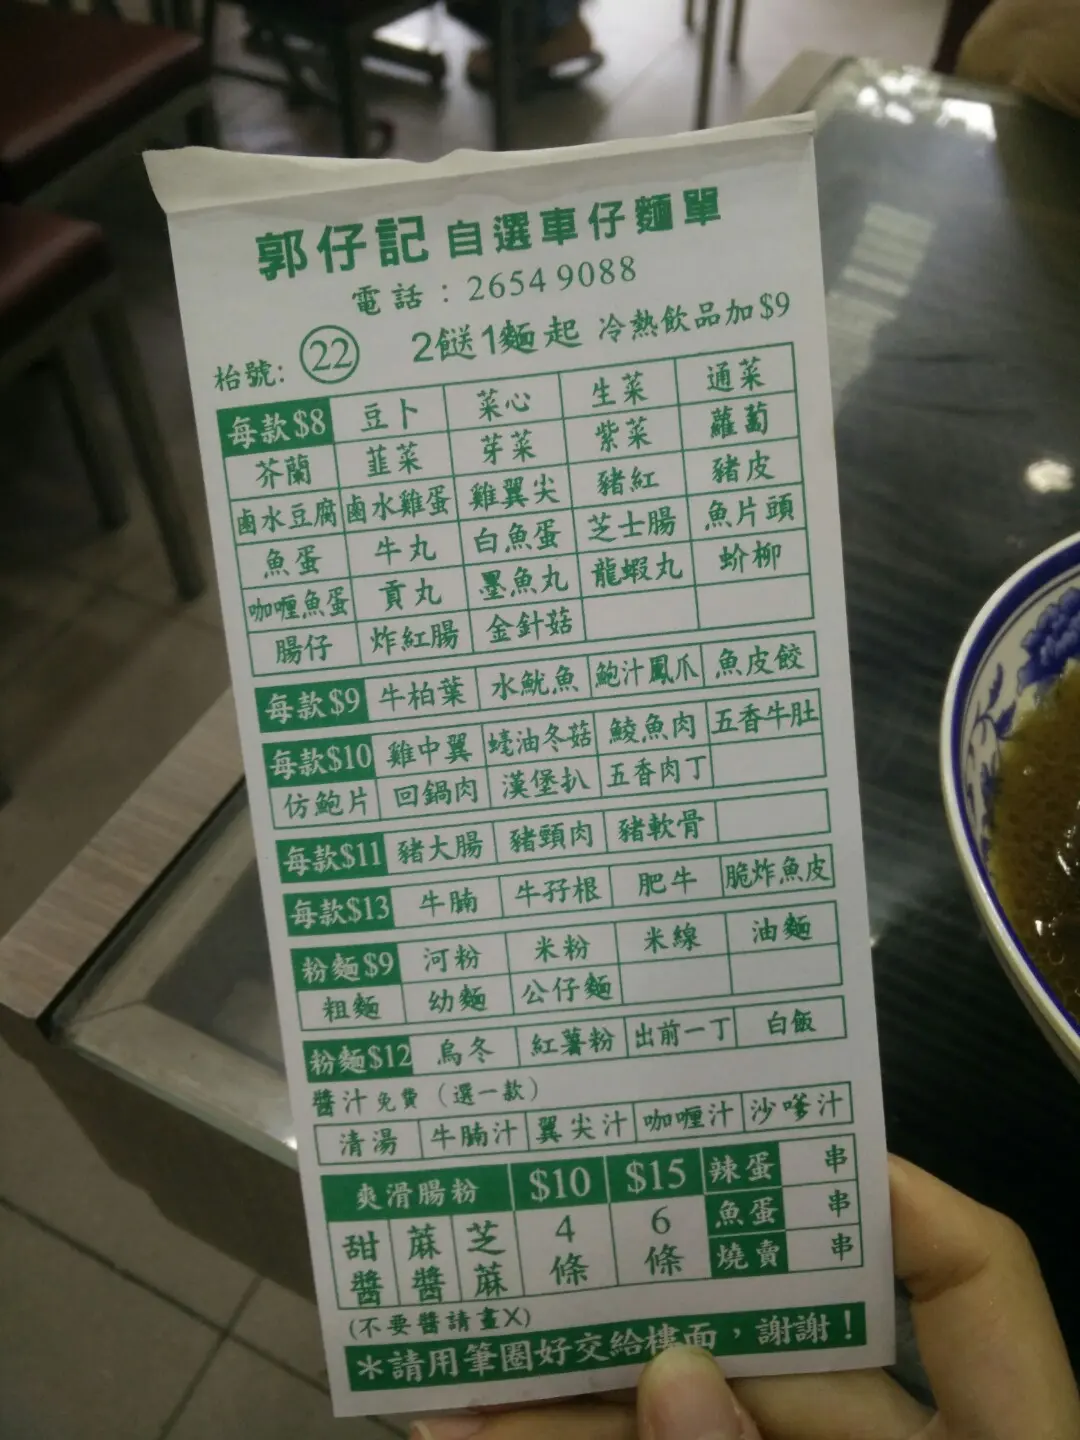 郭仔記 自選車仔麵單
電話：2654 9088
枱號: 22 2餸1麵起 冷熱飲品加$9
每款$8 豆卜 菜心 生菜 通菜
芥蘭 韮菜 芽菜 紫菜 蘿蔔
鹵水豆腐 鹵水雞蛋 雞翼尖 豬紅 豬皮
魚蛋 牛丸 白魚蛋 芝士腸 魚片頭
咖喱魚蛋 貢丸 墨魚丸 龍蝦丸 蚧柳
腸仔 炸紅腸 金針菇
每款$9 牛柏葉 水魷魚 鮑汁鳳爪 魚皮餃
每款$10 雞中翼 蠔油冬菇 鯪魚肉 五香牛肚
仿鮑片 回鍋肉 漢堡扒 五香肉丁
每款$11 豬大腸 豬頸肉 豬軟骨
每款$13 牛腩 牛孖根 肥牛 脆炸魚皮
粉麵$9 河粉 米粉 米線 油麵
粗麵 幼麵 公仔麵
粉麵$12 烏冬 紅薯粉 出前一丁 白飯
醬汁免費（選一款）
清湯 牛腩汁 翼尖汁 咖喱汁 沙嗲汁
爽滑腸粉 $10 $15 辣蛋 串
甜醬 蔴醬 芝蔴 4條 6條 魚蛋 串
燒賣 串
(不要醬請畫X)
＊請用筆圈好交給樓面，謝謝！